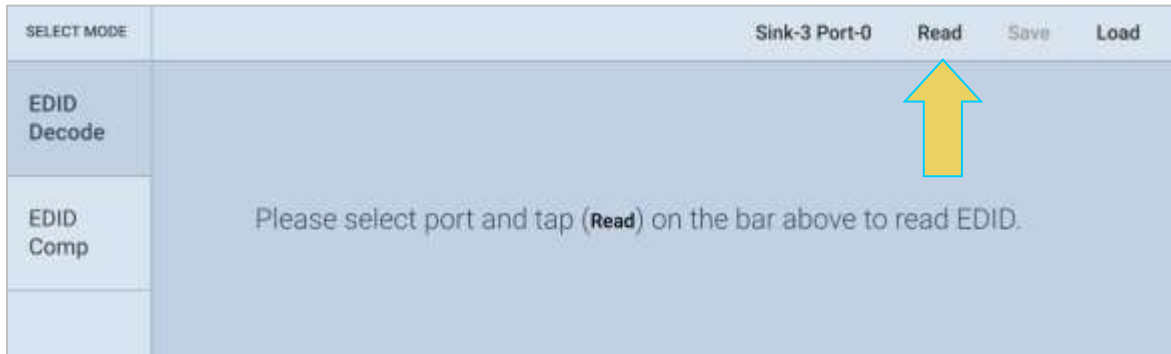 SELECT MODE Sink-3 Port-0 Read Save Load
EDID
Decode
Please select port and tap (Read) on the bar above to read EDID.
EDID
Comp